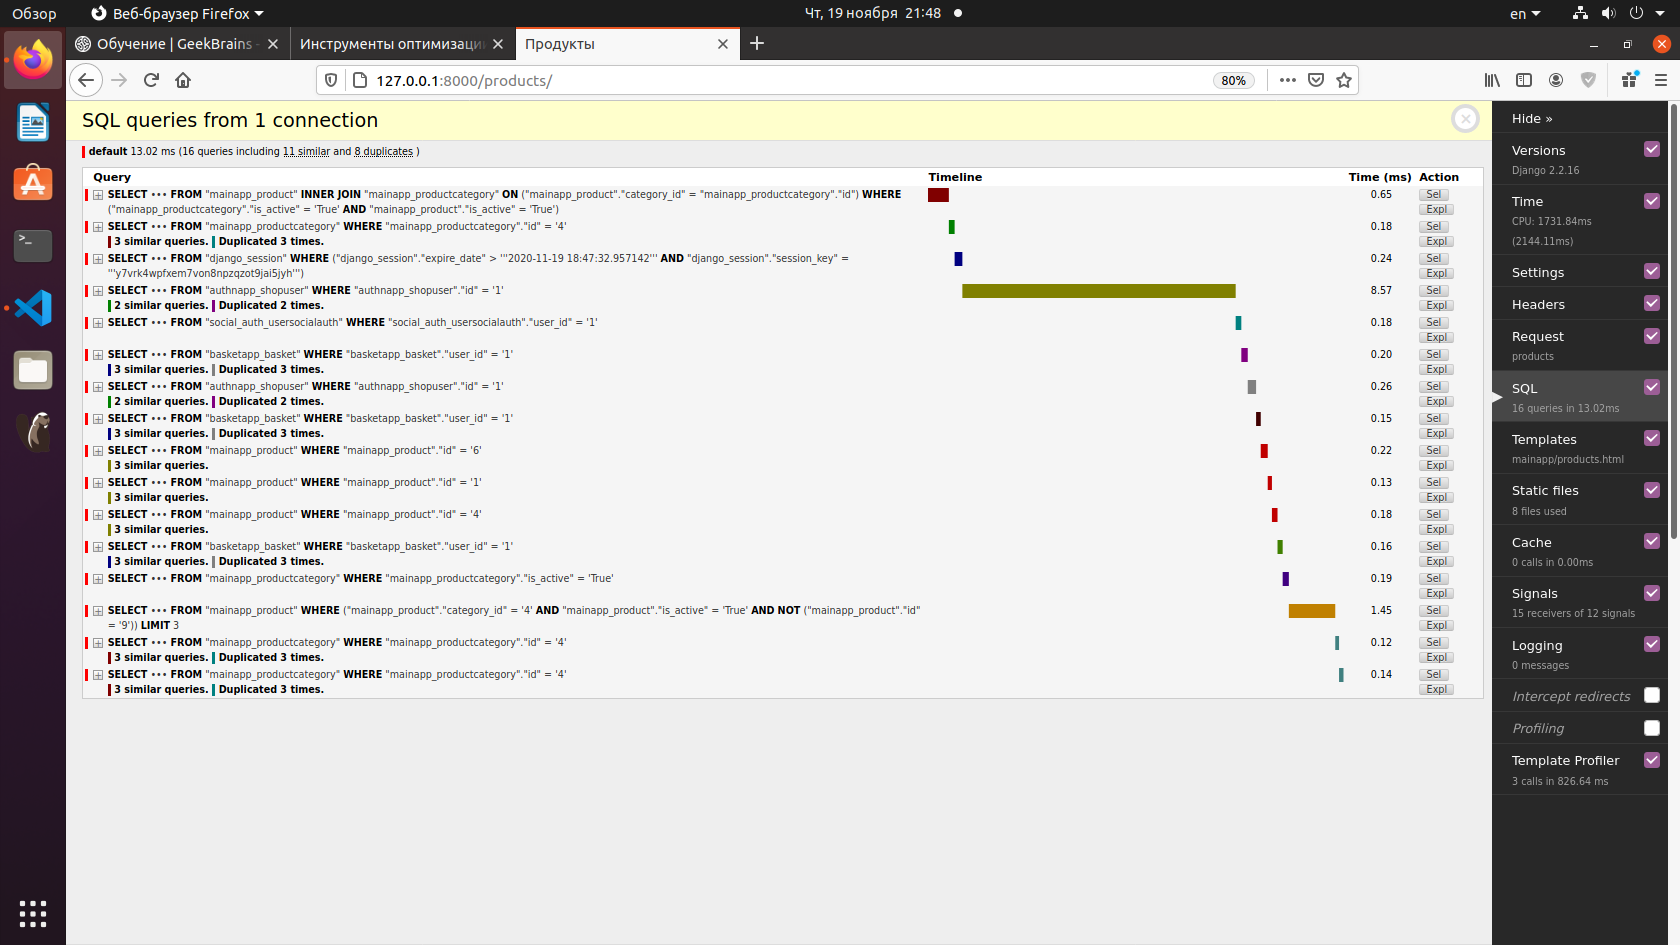 Обзор
Веб-браузер Firefox
Чт, 19 ноября 21:48
en
Обучение | GeekBrains -
Инструменты оптимизаци
Продукты
127.0.0.1:8000/products/
80%
SQL queries from 1 connection
default 13.02 ms (16 queries including 11 similar and 8 duplicates )
Query Timeline Time (ms) Action
SELECT ••• FROM "mainapp_product" INNER JOIN "mainapp_productcategory" ON ("mainapp_product"."category_id" = "mainapp_productcategory"."id") WHERE 0.65 Sel
("mainapp_productcategory"."is_active" = 'True' AND "mainapp_product"."is_active" = 'True') Expl
SELECT ••• FROM "mainapp_productcategory" WHERE "mainapp_productcategory"."id" = '4' 0.18 Sel
3 similar queries. Duplicated 3 times. Expl
SELECT ••• FROM "django_session" WHERE ("django_session"."expire_date" > '''2020-11-19 18:47:32.957142''' AND "django_session"."session_key" = 0.24 Sel
'''y7vrk4wpfxem7von8npzqzot9jai5jyh''') Expl
SELECT ••• FROM "authnapp_shopuser" WHERE "authnapp_shopuser"."id" = '1' 8.57 Sel
2 similar queries. Duplicated 2 times. Expl
SELECT ••• FROM "social_auth_usersocialauth" WHERE "social_auth_usersocialauth"."user_id" = '1' 0.18 Sel
Expl
SELECT ••• FROM "basketapp_basket" WHERE "basketapp_basket"."user_id" = '1' 0.20 Sel
3 similar queries. Duplicated 3 times. Expl
SELECT ••• FROM "authnapp_shopuser" WHERE "authnapp_shopuser"."id" = '1' 0.26 Sel
2 similar queries. Duplicated 2 times. Expl
SELECT ••• FROM "basketapp_basket" WHERE "basketapp_basket"."user_id" = '1' 0.15 Sel
3 similar queries. Duplicated 3 times. Expl
SELECT ••• FROM "mainapp_product" WHERE "mainapp_product"."id" = '6' 0.22 Sel
3 similar queries. Expl
SELECT ••• FROM "mainapp_product" WHERE "mainapp_product"."id" = '1' 0.13 Sel
3 similar queries. Expl
SELECT ••• FROM "mainapp_product" WHERE "mainapp_product"."id" = '4' 0.18 Sel
3 similar queries. Expl
SELECT ••• FROM "basketapp_basket" WHERE "basketapp_basket"."user_id" = '1' 0.16 Sel
3 similar queries. Duplicated 3 times. Expl
SELECT ••• FROM "mainapp_productcategory" WHERE "mainapp_productcategory"."is_active" = 'True' 0.19 Sel
Expl
SELECT ••• FROM "mainapp_product" WHERE ("mainapp_product"."category_id" = '4' AND "mainapp_product"."is_active" = 'True' AND NOT ("mainapp_product"."id" 1.45 Sel
= '9')) LIMIT 3 Expl
SELECT ••• FROM "mainapp_productcategory" WHERE "mainapp_productcategory"."id" = '4' 0.12 Sel
3 similar queries. Duplicated 3 times. Expl
SELECT ••• FROM "mainapp_productcategory" WHERE "mainapp_productcategory"."id" = '4' 0.14 Sel
3 similar queries. Duplicated 3 times. Expl
Hide »
Versions
Django 2.2.16
Time
CPU: 1731.84ms
(2144.11ms)
Settings
Headers
Request
products
SQL
16 queries in 13.02ms
Templates
mainapp/products.html
Static files
8 files used
Cache
0 calls in 0.00ms
Signals
15 receivers of 12 signals
Logging
0 messages
Intercept redirects
Profiling
Template Profiler
3 calls in 826.64 ms